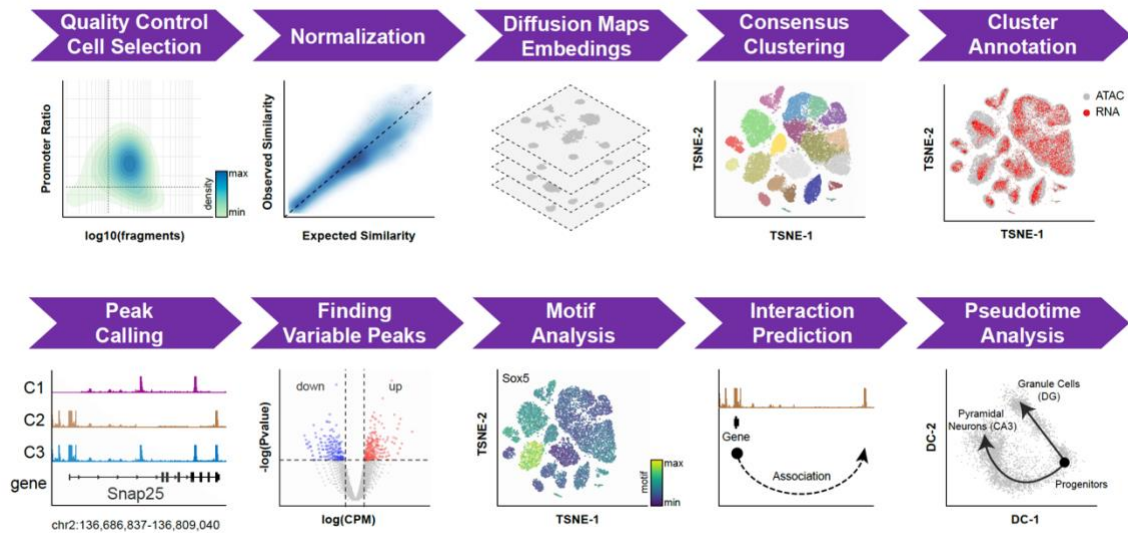 Quality Control
Cell Selection
Normalization
Diffusion Maps
Embedings
Consensus
Clustering
Cluster
Annotation
Promoter Ratio
density
max
min
log10(fragments)
Observed Similarity
Expected Similarity
TSNE-2
TSNE-1
TSNE-2
ATAC
RNA
TSNE-1
Peak
Calling
Finding
Variable Peaks
Motif
Analysis
Interaction
Prediction
Pseudotime
Analysis
C1
C2
C3
gene
Snap25
chr2:136,686,837-136,809,040
down
up
-log(Pvalue)
log(CPM)
Sox5
TSNE-2
motif
max
min
TSNE-1
Gene
Association
Granule Cells
(DG)
Pyramidal
Neurons (CA3)
Progenitors
DC-2
DC-1